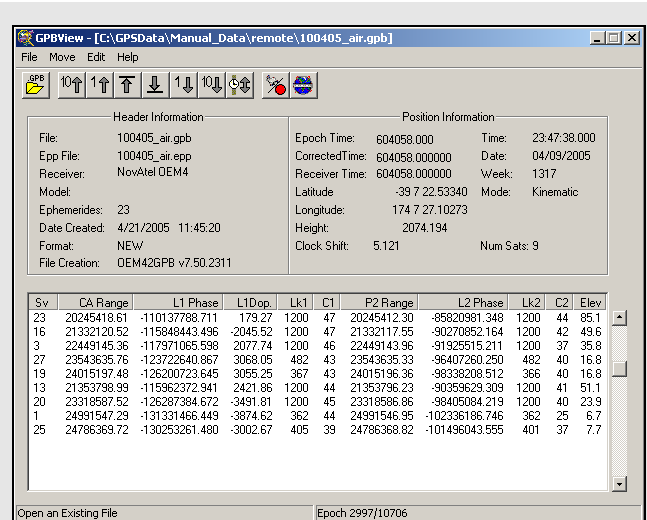 GPBView - [C:\GPSData\Manual_Data\remote\100405_air.gpb]
File Move Edit Help
.GPB 10 1 1 10
Header Information Position Information
File: 100405_air.gpb Epoch Time: 604058.000 Time: 23:47:38.000
Epp File: 100405_air.epp CorrectedTime: 604058.000000 Date: 04/09/2005
Receiver: NovAtel OEM4 Receiver Time: 604058.000000 Week: 1317
Model: Latitude -39 7 22.53340 Mode: Kinematic
Ephemerides: 23 Longitude: 174 7 27.10273
Date Created: 4/21/2005 11:45:20 Height: 2074.194
Format: NEW Clock Shift: 5.121 Num Sats: 9
File Creation: OEM42GPB v7.50.2311
Sv CA Range L1 Phase L1Dop. Lk1 C1 P2 Range L2 Phase Lk2 C2 Elev
23 20245418.61 -110137788.711 179.27 1200 47 20245412.30 -85820981.348 1200 44 85.1
16 21332120.52 -115848443.496 -2045.52 1200 47 21332117.55 -90270852.164 1200 42 49.6
3 22449145.36 -117971065.598 2077.74 1200 46 22449143.96 -91925515.211 1200 37 35.8
27 23543635.76 -123722640.867 3068.05 482 43 23543635.33 -96407260.250 482 40 16.8
19 24015197.48 -126200723.645 3055.25 367 43 24015196.36 -98338208.512 366 40 16.8
13 21353798.99 -115962372.941 2421.86 1200 44 21353796.23 -90359629.309 1200 41 51.1
20 23318587.52 -126287384.672 -3491.81 1200 45 23318586.86 -98405084.219 1200 40 23.9
1 24991547.29 -131331466.449 -3874.62 362 44 24991546.95 -102336186.746 362 25 6.7
25 24786369.72 -130253261.480 -3002.67 405 39 24786368.82 -101496043.555 401 37 7.7
Open an Existing File Epoch 2997/10706